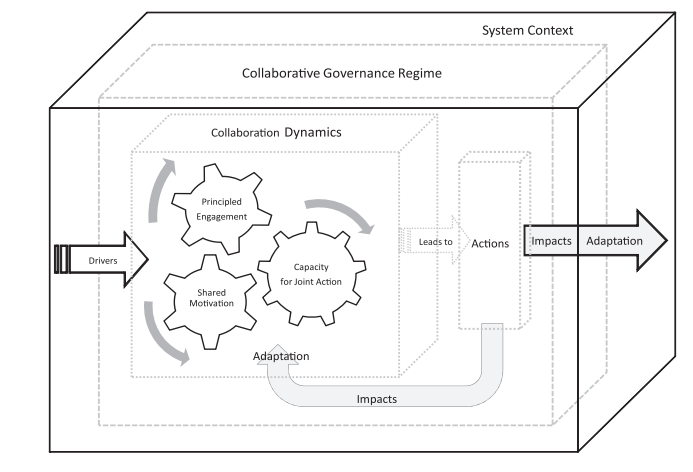 System Context
Collaborative Governance Regime
Collaboration Dynamics
Principled
Engagement
Capacity
for Joint Action
Shared
Motivation
Drivers
Leads to
Actions
Impacts
Adaptation
Adaptation
Impacts